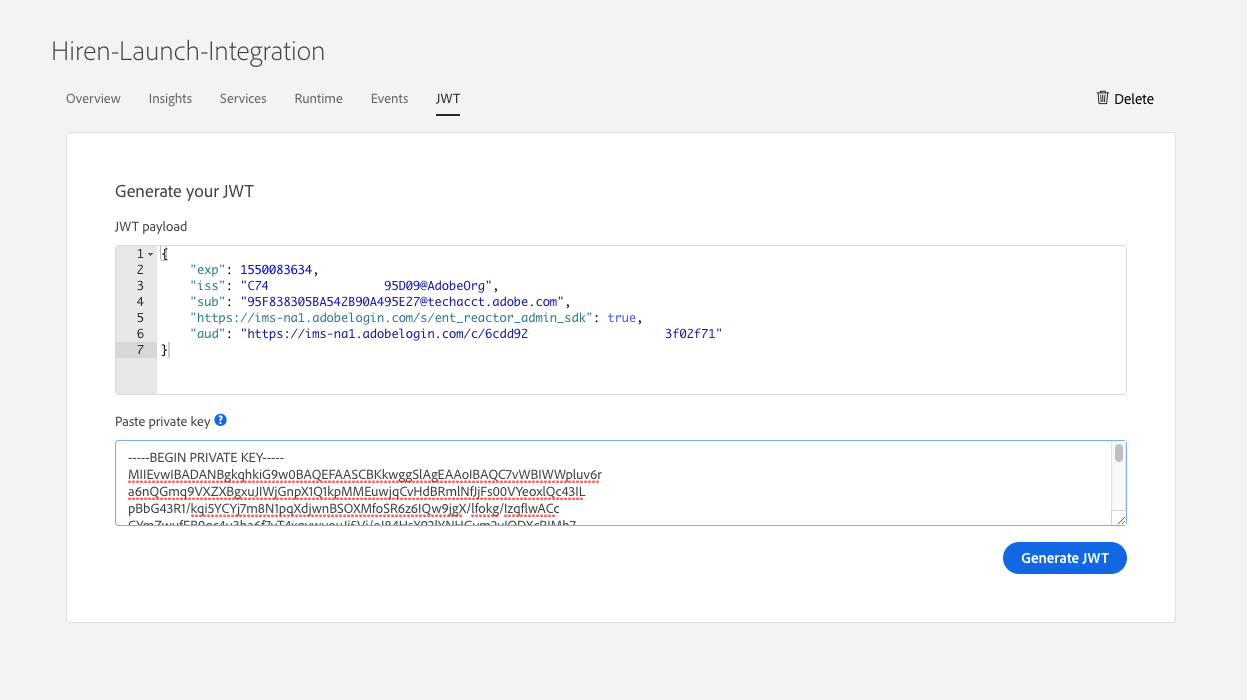 Hiren-Launch-Integration
Overview Insights Services Runtime Events JWT Delete
Generate your JWT
JWT payload
1 {
2 "exp": 1550083634,
3 "iss": "C74 95D09@AdobeOrg",
4 "sub": "95F838305BA542B90A495E27@techacct.adobe.com",
5 "https://ims-na1.adobelogin.com/s/ent_reactor_admin_sdk": true,
6 "aud": "https://ims-na1.adobelogin.com/c/6cdd92 3f02f71"
7 }
Paste private key ?
-----BEGIN PRIVATE KEY-----
MIIEvwIBADANBgkqhkiG9w0BAQEFAASCBKkwggSlAgEAAoIBAQC7vWBIWWpluv6r
a6nQGmq9VXZXBgxuJIWjGnpX1Q1kpMMEuwjqCvHdBRmlNfJjFs00VYeoxlQc43IL
pBbG43R1/kqi5YCYj7m8N1pqXdjwnBSOXMfoSR6z6IQw9jgX/lfokg/IzqflwACc
Generate JWT